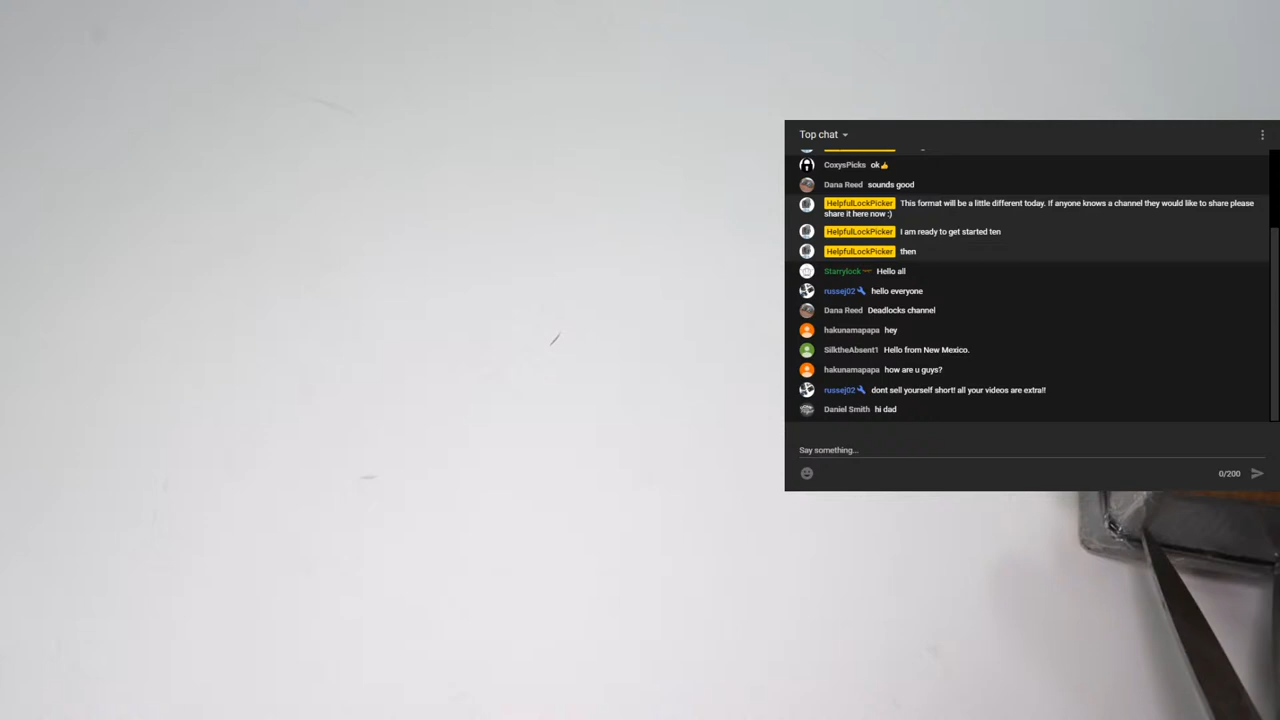 Top chat
CoxysPicks ok👍
Dana Reed sounds good
HelpfulLockPicker This format will be a little different today. If anyone knows a channel they would like to share please
share it here now :)
HelpfulLockPicker I am ready to get started ten
HelpfulLockPicker then
Starrylock Hello all
russej02 hello everyone
Dana Reed Deadlocks channel
hakunamapapa hey
SilktheAbsent1 Hello from New Mexico.
hakunamapapa how are u guys?
russej02 dont sell yourself short! all your videos are extra!!
Daniel Smith hi dad
Say something...
0/200